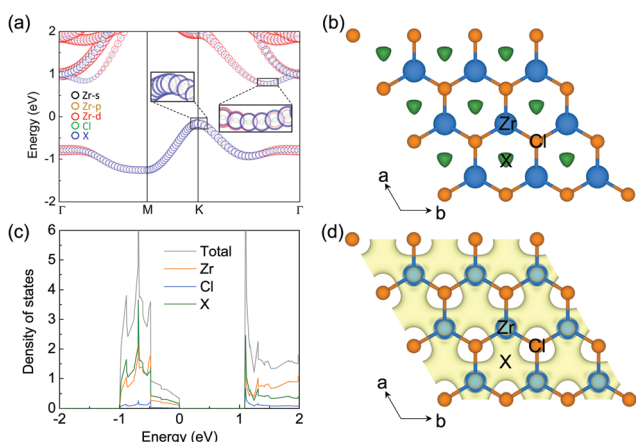 (a)
2
1
0
-1
-2
Energy (eV)
Zr-s
Zr-p
Zr-d
Cl
X
Γ M K Γ
(b)
Zr
Cl
X
a
b
(c)
6
5
4
3
2
1
0
Density of states
Total
Zr
Cl
X
-2 -1 0 1 2
Energy (eV)
(d)
Zr
Cl
X
a
b